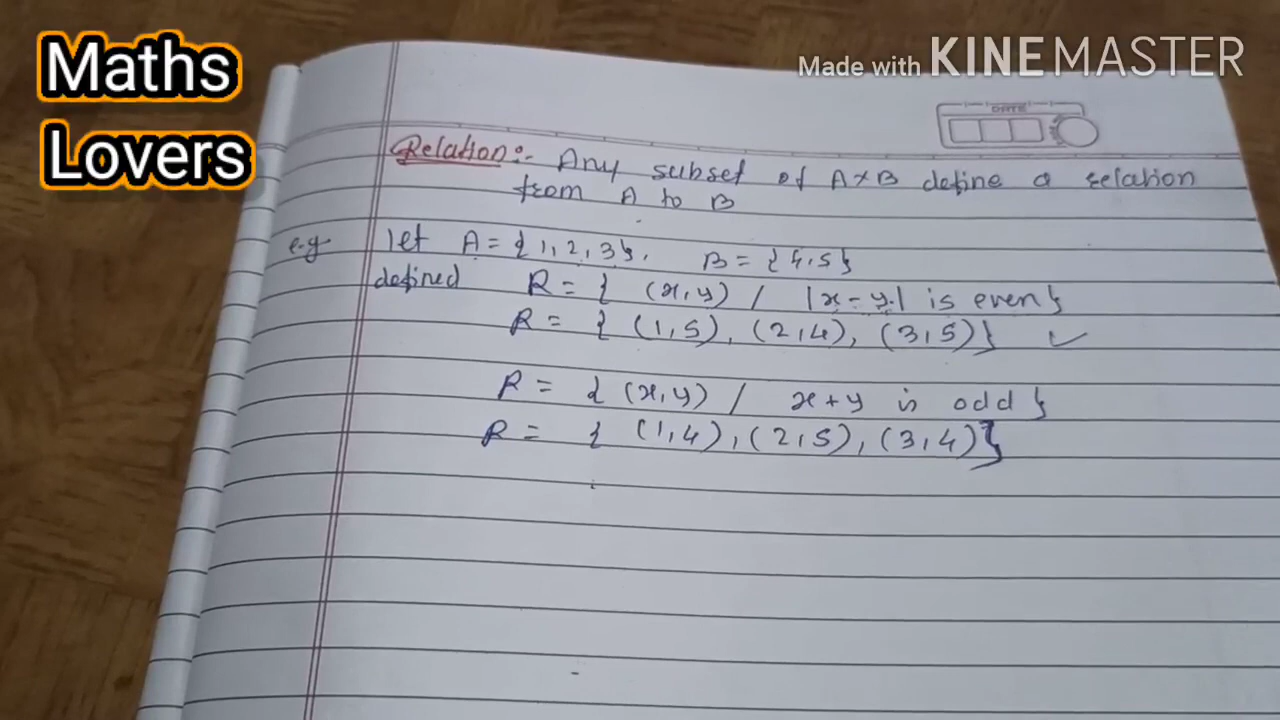 Maths
Lovers
Made with KINEMASTER
DATE
Relation:- Any subset of A×B define a relation
from A to B
e.g. let A = {1, 2, 3}, B = {4, 5}
defined R = { (x, y) / |x - y| is even}
R = { (1, 5), (2, 4), (3, 5)} ✓
R = { (x, y) / x + y is odd }
R = { (1, 4), (2, 5), (3, 4)}